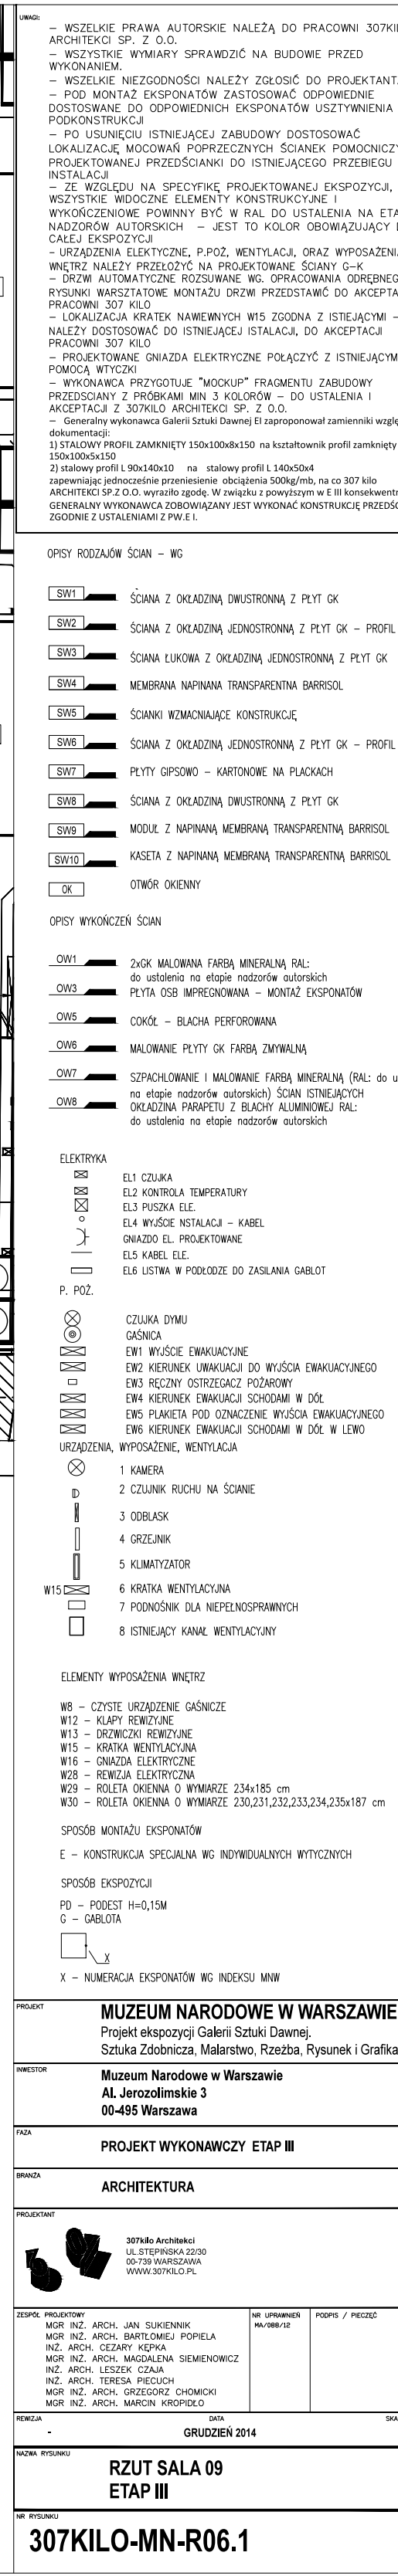 UWAGI:
– WSZELKIE PRAWA AUTORSKIE NALEŻĄ DO PRACOWNI 307KI
ARCHITEKCI SP. Z O.O.
– WSZYSTKIE WYMIARY SPRAWDZIĆ NA BUDOWIE PRZED
WYKONANIEM.
– WSZELKIE NIEZGODNOŚCI NALEŻY ZGŁOSIĆ DO PROJEKTANT.
– POD MONTAŻ EKSPONATÓW ZASTOSOWAĆ ODPOWIEDNIE
DOSTOSWANE DO ODPOWIEDNICH EKSPONATÓW USZTYWNIENIA
PODKONSTRUKCJI
– PO USUNIĘCIU ISTNIEJĄCEJ ZABUDOWY DOSTOSOWAĆ
LOKALIZACJĘ MOCOWAŃ POPRZECZNYCH ŚCIANEK POMOCNICZY
PROJEKTOWANEJ PRZEDŚCIANKI DO ISTNIEJĄCEGO PRZEBIEGU
INSTALACJI
– ZE WZGLĘDU NA SPECYFIKĘ PROJEKTOWANEJ EKSPOZYCJI,
WSZYSTKIE WIDOCZNE ELEMENTY KONSTRUKCYJNE I
WYKOŃCZENIOWE POWINNY BYĆ W RAL DO USTALENIA NA ETA
NADZORÓW AUTORSKICH – JEST TO KOLOR OBOWIĄZUJĄCY
CAŁEJ EKSPOZYCJI
– URZĄDZENIA ELEKTYCZNE, P.POŻ, WENTYLACJI, ORAZ WYPOSAŻENI
WNĘTRZ NALEŻY PRZEŁOŻYĆ NA PROJEKTOWANE ŚCIANY G–K
– DRZWI AUTOMATYCZNE ROZSUWANE WG. OPRACOWANIA ODRĘBNEG
RYSUNKI WARSZTATOWE MONTAŻU DRZWI PRZEDSTAWIĆ DO AKCEPTA
PRACOWNI 307 KILO
– LOKALIZACJA KRATEK NAWIEWNYCH W15 ZGODNA Z ISTIEJĄCYMI –
NALEŻY DOSTOSOWAĆ DO ISTNIEJĄCEJ ISTALACJI, DO AKCEPTACJI
PRACOWNI 307 KILO
– PROJEKTOWANE GNIAZDA ELEKTRYCZNE POŁĄCZYĆ Z ISTNIEJĄCYM
POMOCĄ WTYCZKI
– WYKONAWCA PRZYGOTUJE "MOCKUP" FRAGMENTU ZABUDOWY
PRZEDSCIANY Z PRÓBKAMI MIN 3 KOLORÓW – DO USTALENIA I
AKCEPTACJI Z 307KILO ARCHITEKCI SP. Z O.O.
– Generalny wykonawca Galerii Sztuki Dawnej EI zaproponował zamienniki wzglę
dokumentacji:
1) STALOWY PROFIL ZAMKNIĘTY 150x100x8x150 na kształtownik profil zamknięty
150x100x5x150
2) stalowy profil L 90x140x10 na stalowy profil L 140x50x4
zapewniając jednocześnie przeniesienie obciążenia 500kg/mb, na co 307 kilo
ARCHITEKCI SP.Z O.O. wyraziło zgodę. W związku z powyższym w E III konsekwentr
GENERALNY WYKONAWCA ZOBOWIĄZANY JEST WYKONAĆ KONSTRUKCJĘ PRZEDŚC
ZGODNIE Z USTALENIAMI Z PW.E I.
OPISY RODZAJÓW ŚCIAN – WG
SW1 ŚCIANA Z OKŁADZINĄ DWUSTRONNĄ Z PŁYT GK
SW2 ŚCIANA Z OKŁADZINĄ JEDNOSTRONNĄ Z PŁYT GK – PROFIL
SW3 ŚCIANA ŁUKOWA Z OKŁADZINĄ JEDNOSTRONNĄ Z PŁYT GK
SW4 MEMBRANA NAPINANA TRANSPARENTNA BARRISOL
SW5 ŚCIANKI WZMACNIAJĄCE KONSTRUKCJĘ
SW6 ŚCIANA Z OKŁADZINĄ JEDNOSTRONNĄ Z PŁYT GK – PROFIL
SW7 PŁYTY GIPSOWO – KARTONOWE NA PLACKACH
SW8 ŚCIANA Z OKŁADZINĄ DWUSTRONNĄ Z PŁYT GK
SW9 MODUŁ Z NAPINANĄ MEMBRANĄ TRANSPARENTNĄ BARRISOL
SW10 KASETA Z NAPINANĄ MEMBRANĄ TRANSPARENTNĄ BARRISOL
OK OTWÓR OKIENNY
OPISY WYKOŃCZEŃ ŚCIAN
OW1 2xGK MALOWANA FARBĄ MINERALNĄ RAL:
do ustalenia na etapie nadzorów autorskich
OW3 PŁYTA OSB IMPREGNOWANA – MONTAŻ EKSPONATÓW
OW5 COKÓŁ – BLACHA PERFOROWANA
OW6 MALOWANIE PŁYTY GK FARBĄ ZMYWALNĄ
OW7 SZPACHLOWANIE I MALOWANIE FARBĄ MINERALNĄ (RAL: do u
na etapie nadzorów autorskich) ŚCIAN ISTNIEJĄCYCH
OW8 OKŁADZINA PARAPETU Z BLACHY ALUMINIOWEJ RAL:
do ustalenia na etapie nadzorów autorskich
ELEKTRYKA
EL1 CZUJKA
EL2 KONTROLA TEMPERATURY
EL3 PUSZKA ELE.
EL4 WYJŚCIE NSTALACJI – KABEL
GNIAZDO EL. PROJEKTOWANE
EL5 KABEL ELE.
EL6 LISTWA W PODŁODZE DO ZASILANIA GABLOT
P. POŻ.
CZUJKA DYMU
GAŚNICA
EW1 WYJŚCIE EWAKUACYJNE
EW2 KIERUNEK UWAKUACJI DO WYJŚCIA EWAKUACYJNEGO
EW3 RĘCZNY OSTRZEGACZ POŻAROWY
EW4 KIERUNEK EWAKUACJI SCHODAMI W DÓŁ
EW5 PLAKIETA POD OZNACZENIE WYJŚCIA EWAKUACYJNEGO
EW6 KIERUNEK EWAKUACJI SCHODAMI W DÓŁ W LEWO
URZĄDZENIA, WYPOSAŻENIE, WENTYLACJA
1 KAMERA
2 CZUJNIK RUCHU NA ŚCIANIE
3 ODBLASK
4 GRZEJNIK
5 KLIMATYZATOR
W15 6 KRATKA WENTYLACYJNA
7 PODNOŚNIK DLA NIEPEŁNOSPRAWNYCH
8 ISTNIEJĄCY KANAŁ WENTYLACYJNY
ELEMENTY WYPOSAŻENIA WNĘTRZ
W8 – CZYSTE URZĄDZENIE GAŚNICZE
W12 – KLAPY REWIZYJNE
W13 – DRZWICZKI REWIZYJNE
W15 – KRATKA WENTYLACYJNA
W16 – GNIAZDA ELEKTRYCZNE
W28 – REWIZJA ELEKTRYCZNA
W29 – ROLETA OKIENNA O WYMIARZE 234x185 cm
W30 – ROLETA OKIENNA O WYMIARZE 230,231,232,233,234,235x187 cm
SPOSÓB MONTAŻU EKSPONATÓW
E – KONSTRUKCJA SPECJALNA WG INDYWIDUALNYCH WYTYCZNYCH
SPOSÓB EKSPOZYCJI
PD – PODEST H=0,15M
G – GABLOTA
X
X – NUMERACJA EKSPONATÓW WG INDEKSU MNW
PROJEKT
MUZEUM NARODOWE W WARSZAWIE
Projekt ekspozycji Galerii Sztuki Dawnej.
Sztuka Zdobnicza, Malarstwo, Rzeźba, Rysunek i Grafika
INWESTOR
Muzeum Narodowe w Warszawie
Al. Jerozolimskie 3
00-495 Warszawa
FAZA
PROJEKT WYKONAWCZY ETAP III
BRANŻA
ARCHITEKTURA
PROJEKTANT
307kilo Architekci
UL.STĘPIŃSKA 22/30
00-739 WARSZAWA
WWW.307KILO.PL
ZESPÓŁ PROJEKTOWY NR UPRAWNIEŃ PODPIS / PIECZĘĆ
MGR INŻ. ARCH. JAN SUKIENNIK MA/088/12
MGR INŻ. ARCH. BARTŁOMIEJ POPIELA
INŻ. ARCH. CEZARY KĘPKA
MGR INŻ. ARCH. MAGDALENA SIEMIENOWICZ
INŻ. ARCH. LESZEK CZAJA
INŻ. ARCH. TERESA PIECUCH
MGR INŻ. ARCH. GRZEGORZ CHOMICKI
MGR INŻ. ARCH. MARCIN KROPIDŁO
REWIZJA DATA SKA
- GRUDZIEŃ 2014
NAZWA RYSUNKU
RZUT SALA 09
ETAP III
NR RYSUNKU
307KILO-MN-R06.1